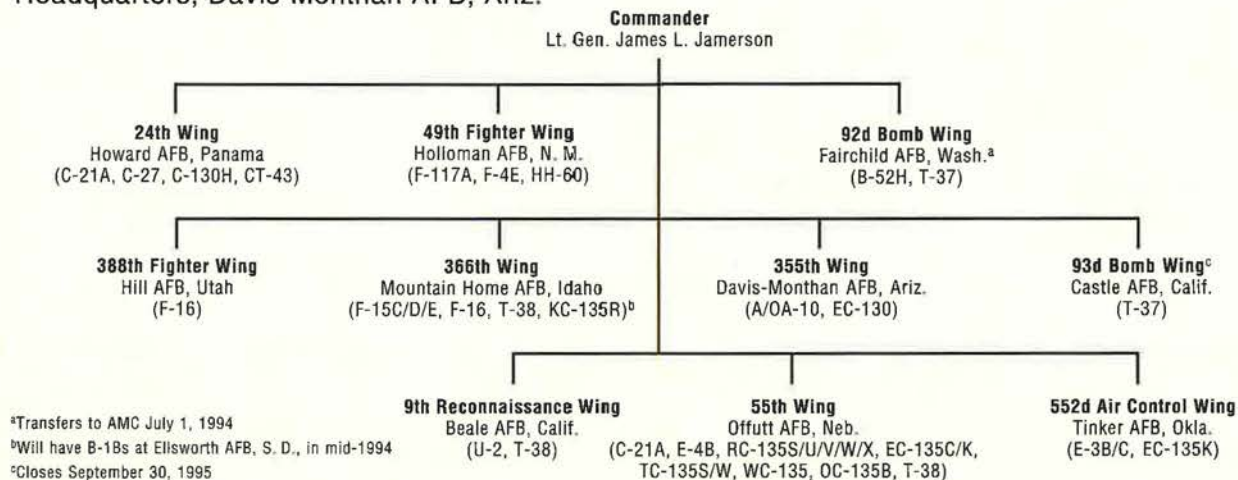 Headquarters, Davis-Monthan AFB, Ariz.
Commander
Lt. Gen. James L. Jamerson
24th Wing
Howard AFB, Panama
(C-21A, C-27, C-130H, CT-43)
49th Fighter Wing
Holloman AFB, N. M.
(F-117A, F-4E, HH-60)
92d Bomb Wing
Fairchild AFB, Wash.ᵃ
(B-52H, T-37)
388th Fighter Wing
Hill AFB, Utah
(F-16)
366th Wing
Mountain Home AFB, Idaho
(F-15C/D/E, F-16, T-38, KC-135R)ᵇ
355th Wing
Davis-Monthan AFB, Ariz.
(A/OA-10, EC-130)
93d Bomb Wingᶜ
Castle AFB, Calif.
(T-37)
9th Reconnaissance Wing
Beale AFB, Calif.
(U-2, T-38)
55th Wing
Offutt AFB, Neb.
(C-21A, E-4B, RC-135S/U/V/W/X, EC-135C/K,
TC-135S/W, WC-135, OC-135B, T-38)
552d Air Control Wing
Tinker AFB, Okla.
(E-3B/C, EC-135K)
ᵃTransfers to AMC July 1, 1994
ᵇWill have B-1Bs at Ellsworth AFB, S. D., in mid-1994
ᶜCloses September 30, 1995